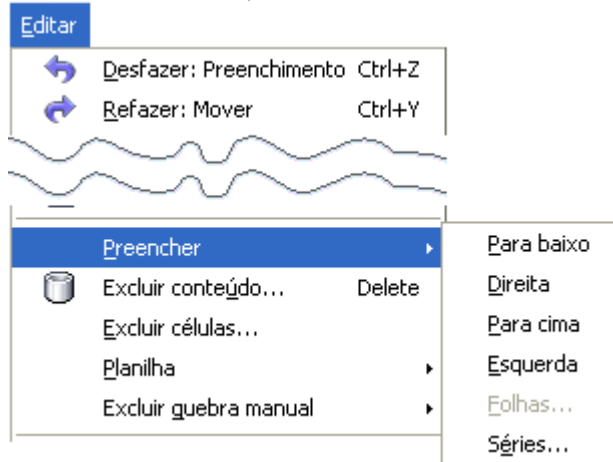 Editar
Desfazer: Preenchimento Ctrl+Z
Refazer: Mover Ctrl+Y
Preencher
Excluir conteúdo... Delete
Excluir células...
Planilha
Excluir quebra manual
Para baixo
Direita
Para cima
Esquerda
Folhas...
Séries...